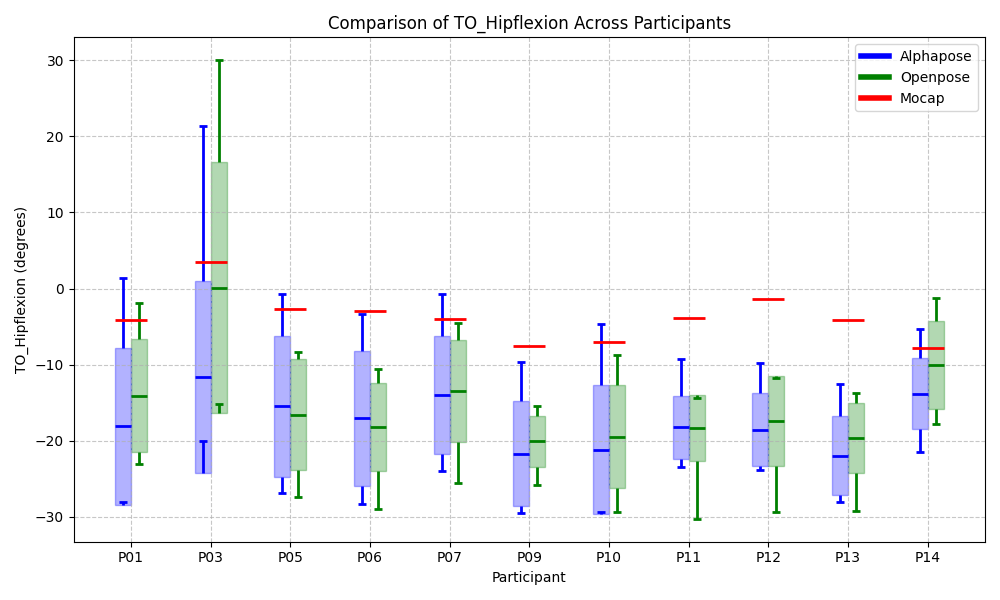 Comparison of TO_Hipflexion Across Participants
Alphapose
Openpose
Mocap
TO_Hipflexion (degrees)
30
20
10
0
−10
−20
−30
P01 P03 P05 P06 P07 P09 P10 P11 P12 P13 P14
Participant